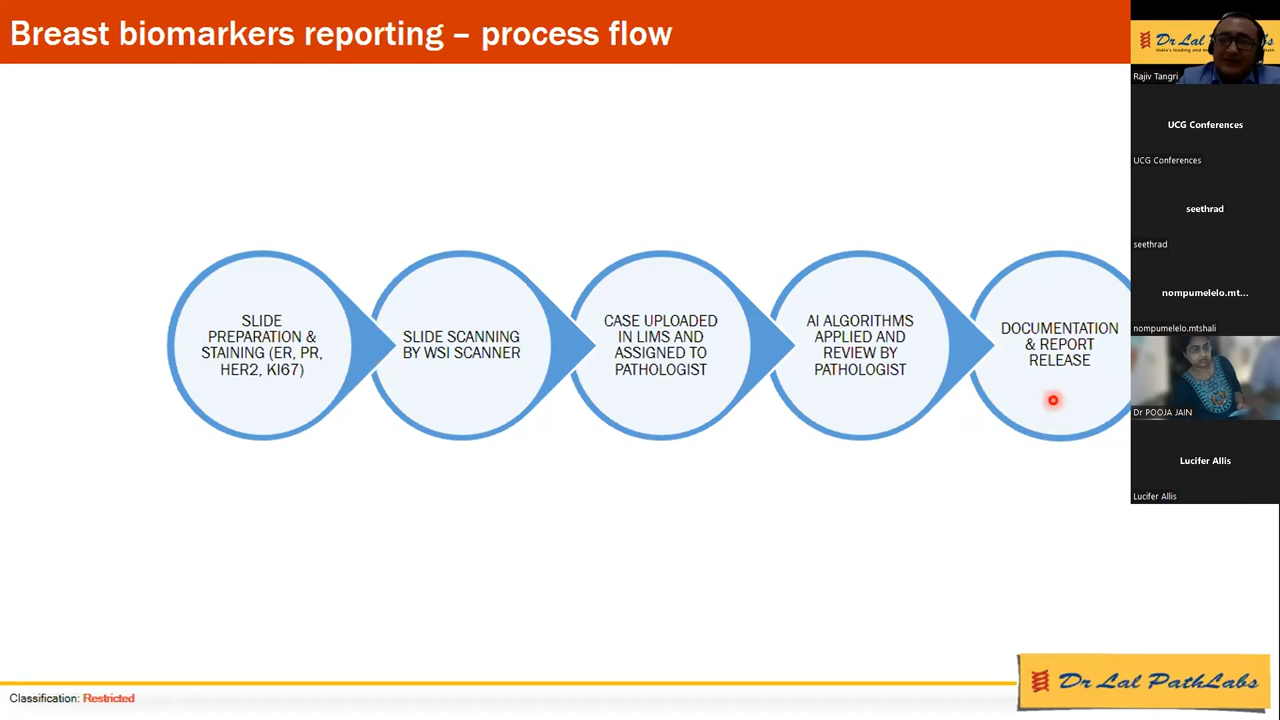 Breast biomarkers reporting – process flow
SLIDE
PREPARATION &
STAINING (ER, PR,
HER2, KI67)
SLIDE SCANNING
BY WSI SCANNER
CASE UPLOADED
IN LIMS AND
ASSIGNED TO
PATHOLOGIST
AI ALGORITHMS
APPLIED AND
REVIEW BY
PATHOLOGIST
DOCUMENTATION
& REPORT
RELEASE
Rajiv Tangri
UCG Conferences
UCG Conferences
seethrad
seethrad
nompumelelo.mt...
nompumelelo.mtshali
Dr POOJA JAIN
Lucifer Allis
Lucifer Allis
Classification: Restricted
Dr Lal PathLabs